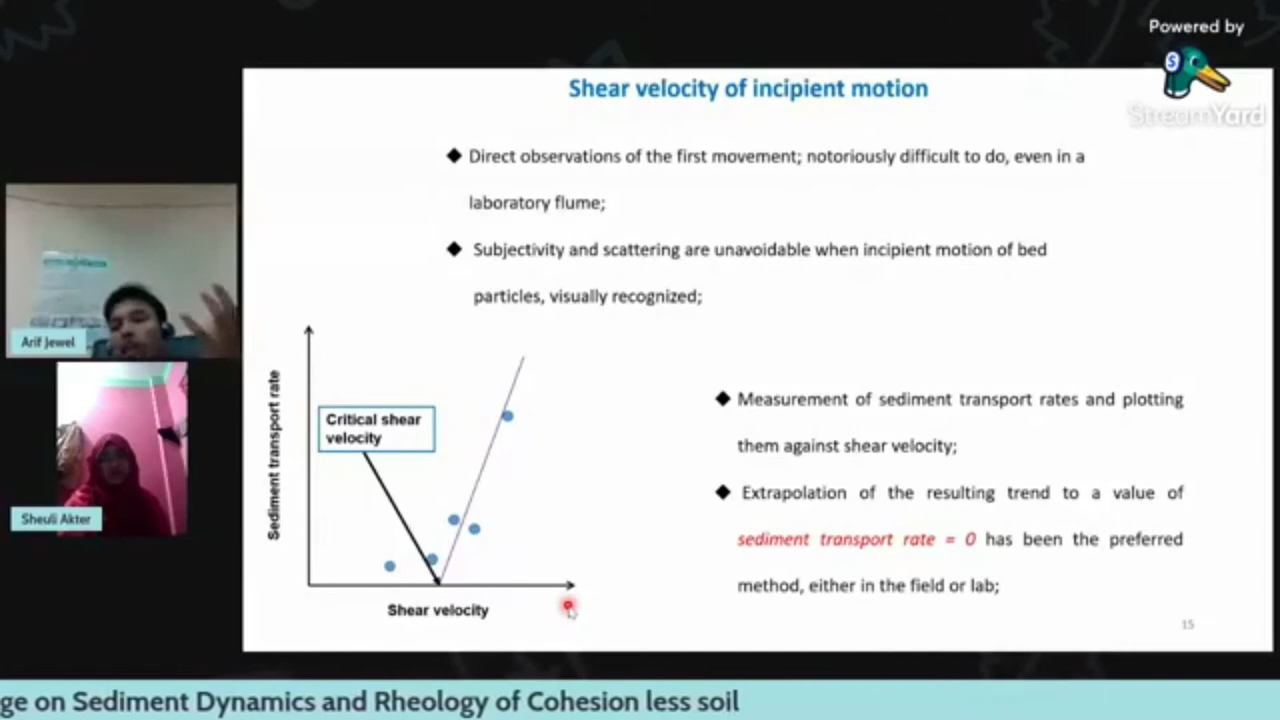 Powered by
StreamYard
Shear velocity of incipient motion
Direct observations of the first movement; notoriously difficult to do, even in a
laboratory flume;
Subjectivity and scattering are unavoidable when incipient motion of bed
particles, visually recognized;
Arif Jewel
Sheuli Akter
Sediment transport rate
Critical shear
velocity
Shear velocity
Measurement of sediment transport rates and plotting
them against shear velocity;
Extrapolation of the resulting trend to a value of
sediment transport rate = 0 has been the preferred
method, either in the field or lab;
15
ge on Sediment Dynamics and Rheology of Cohesion less soil